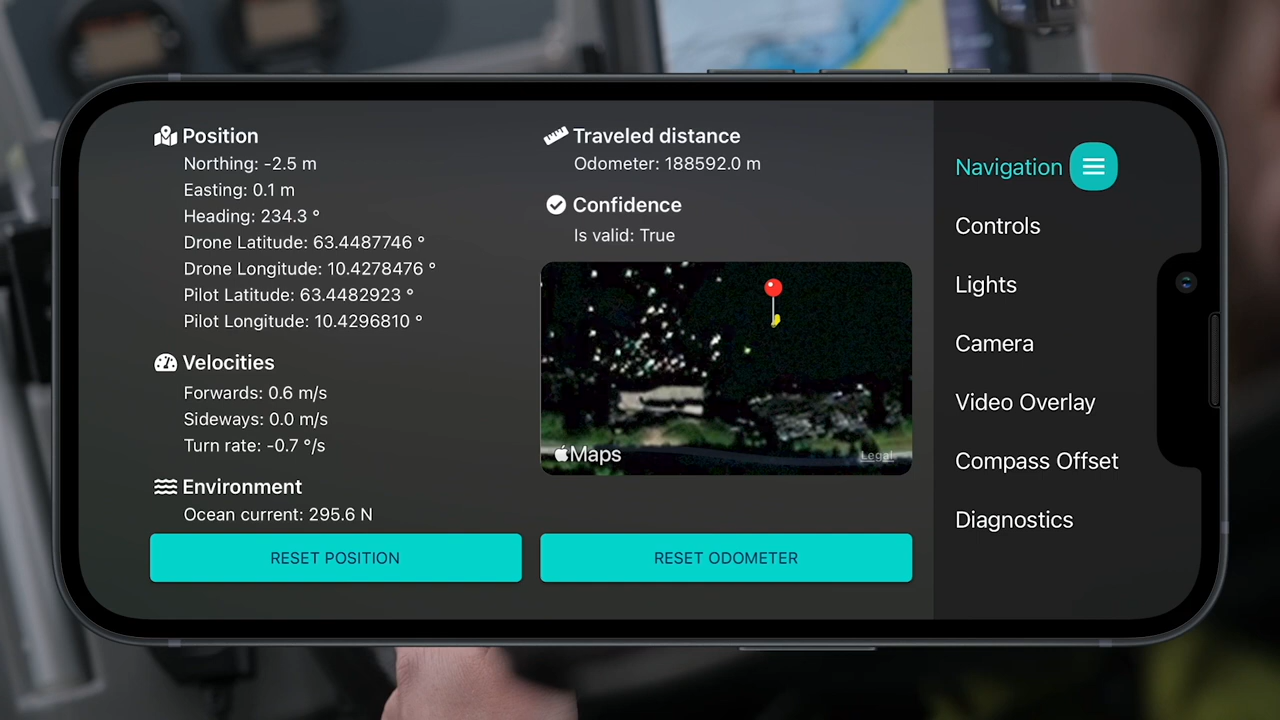 Position
Northing: -2.5 m
Easting: 0.1 m
Heading: 234.3 °
Drone Latitude: 63.4487746 °
Drone Longitude: 10.4278476 °
Pilot Latitude: 63.4482923 °
Pilot Longitude: 10.4296810 °
Velocities
Forwards: 0.6 m/s
Sideways: 0.0 m/s
Turn rate: -0.7 °/s
Environment
Ocean current: 295.6 N
RESET POSITION
Traveled distance
Odometer: 188592.0 m
Confidence
Is valid: True
Maps
Legal
RESET ODOMETER
Navigation
Controls
Lights
Camera
Video Overlay
Compass Offset
Diagnostics